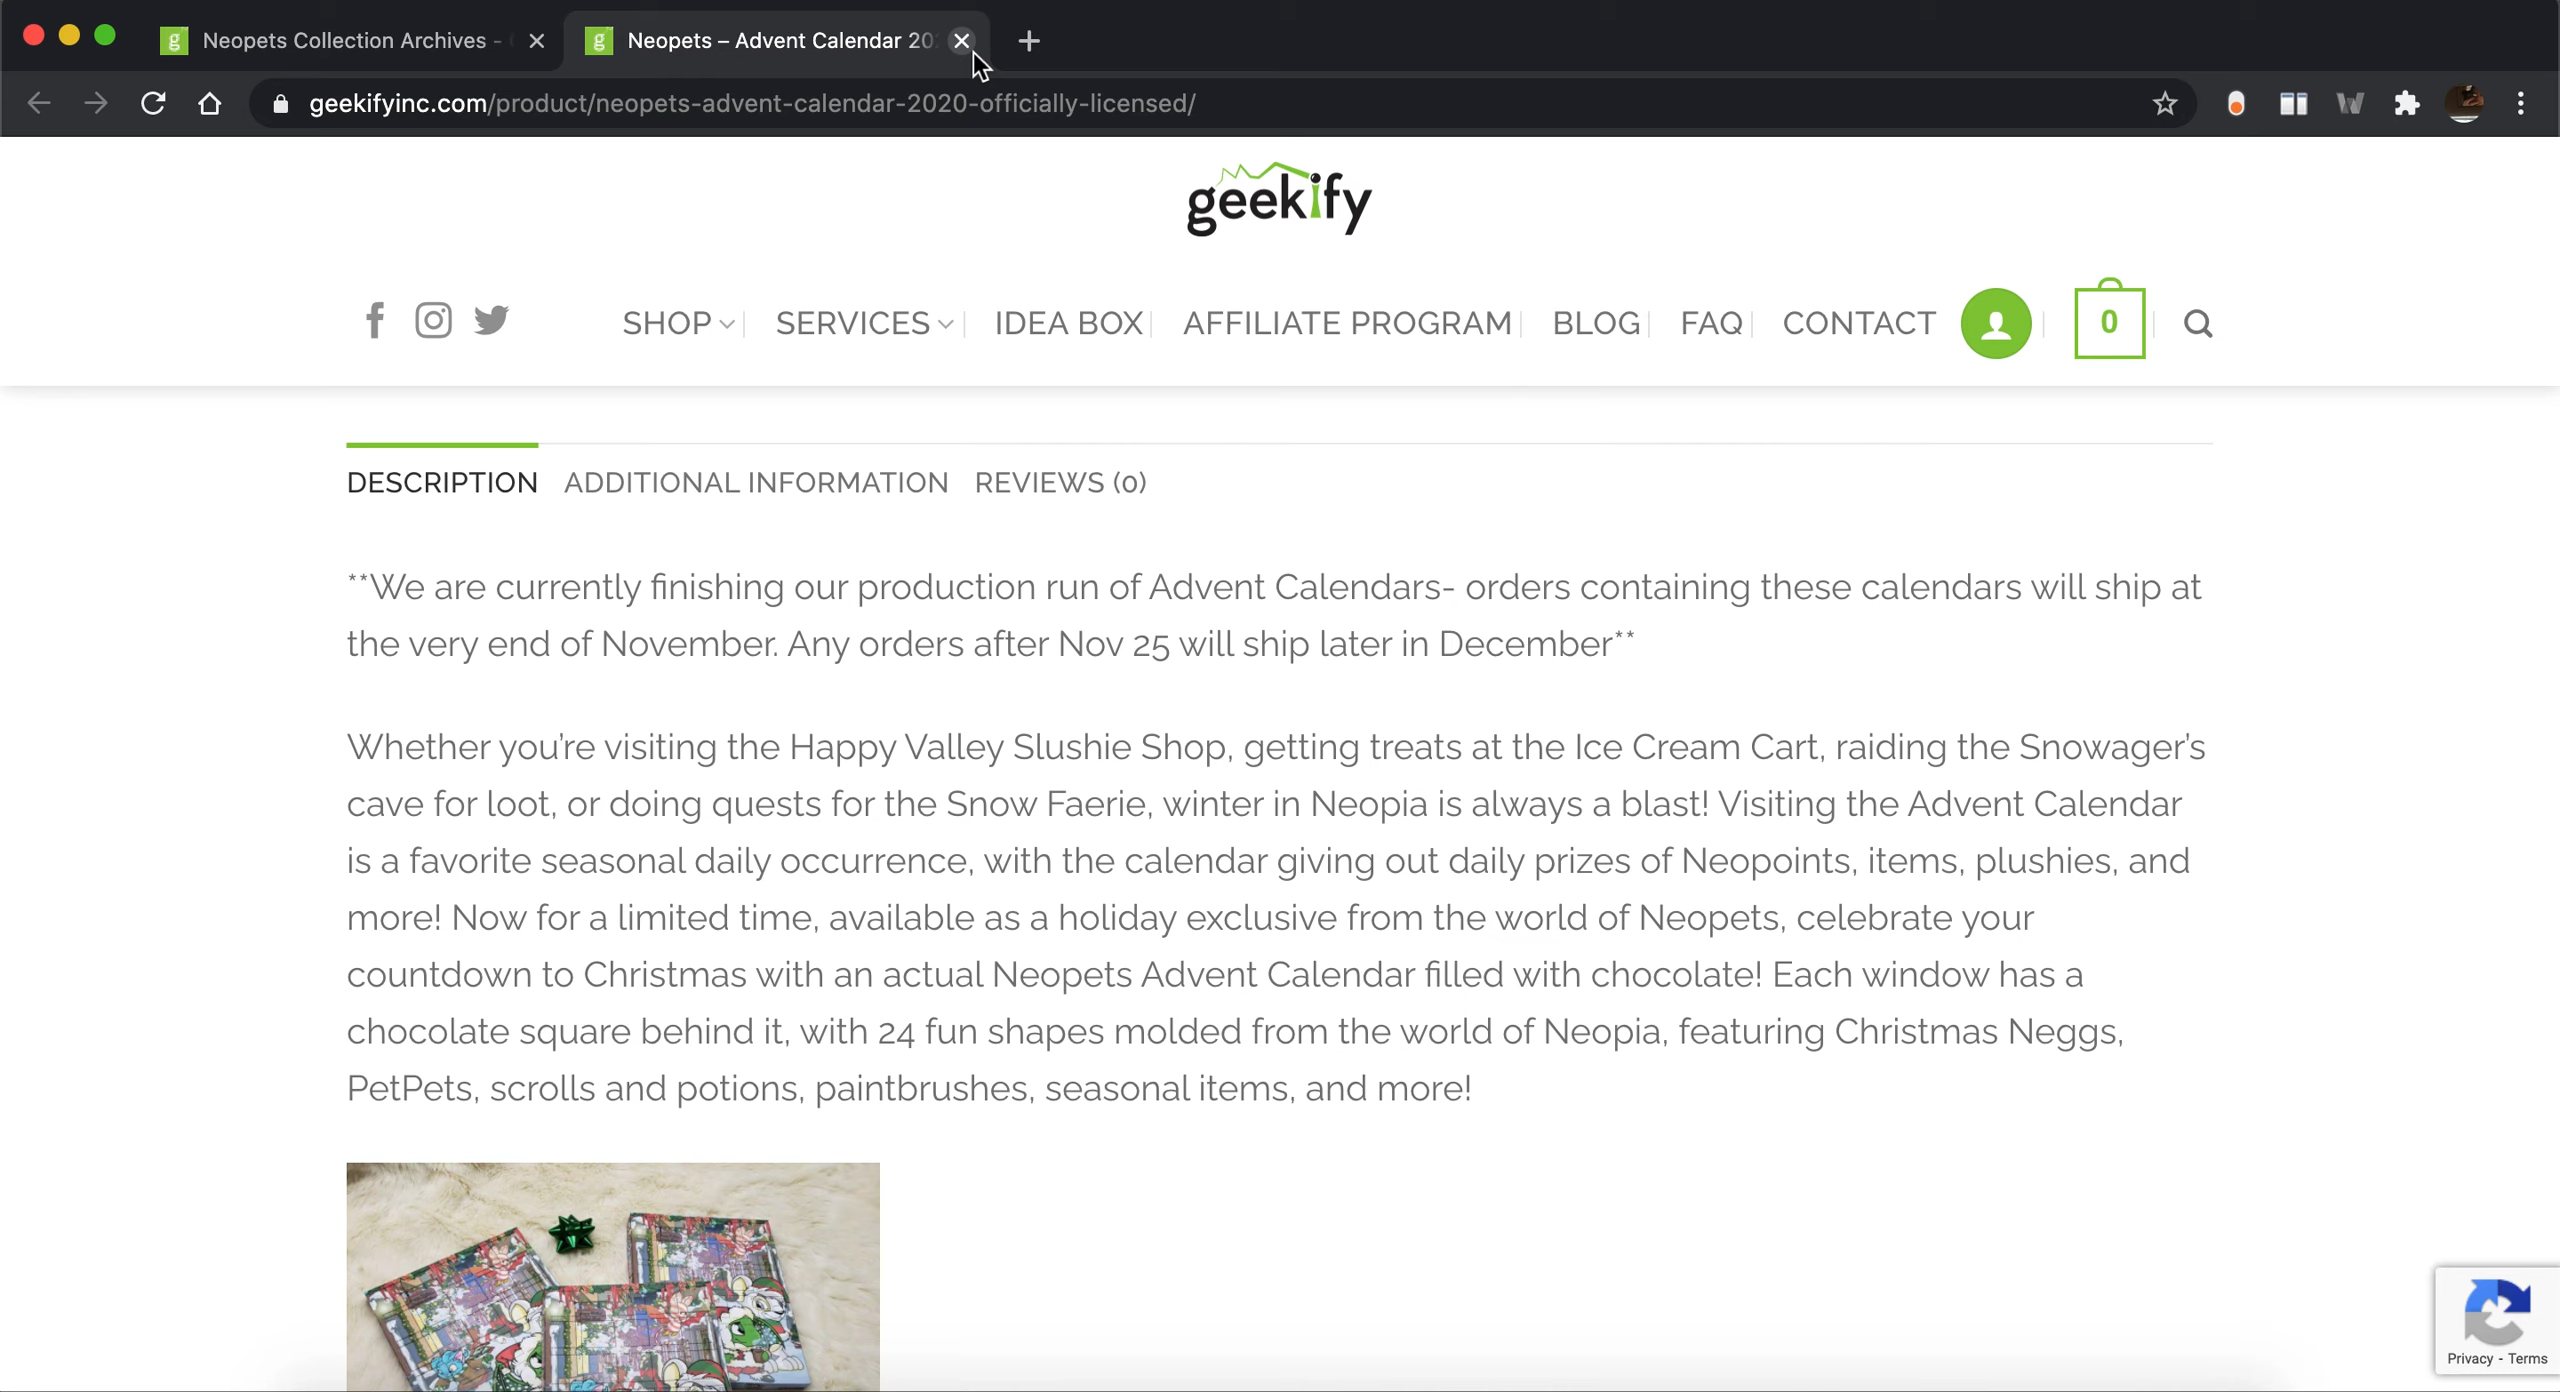 Neopets Collection Archives -
Neopets – Advent Calendar 20
geekifyinc.com/product/neopets-advent-calendar-2020-officially-licensed/
geekify
SHOP SERVICES IDEA BOX AFFILIATE PROGRAM BLOG FAQ CONTACT 0
DESCRIPTION ADDITIONAL INFORMATION REVIEWS (0)
**We are currently finishing our production run of Advent Calendars- orders containing these calendars will ship at
the very end of November. Any orders after Nov 25 will ship later in December**
Whether you’re visiting the Happy Valley Slushie Shop, getting treats at the Ice Cream Cart, raiding the Snowager’s
cave for loot, or doing quests for the Snow Faerie, winter in Neopia is always a blast! Visiting the Advent Calendar
is a favorite seasonal daily occurrence, with the calendar giving out daily prizes of Neopoints, items, plushies, and
more! Now for a limited time, available as a holiday exclusive from the world of Neopets, celebrate your
countdown to Christmas with an actual Neopets Advent Calendar filled with chocolate! Each window has a
chocolate square behind it, with 24 fun shapes molded from the world of Neopia, featuring Christmas Neggs,
PetPets, scrolls and potions, paintbrushes, seasonal items, and more!
Privacy - Terms